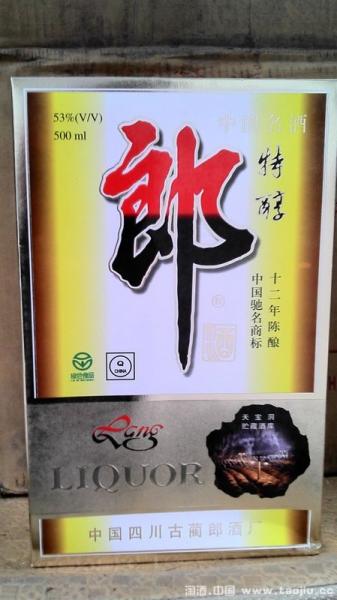 53%(V/V)
500 ml
中国名酒
郎
特醇
®
十二年陈酿
中国驰名商标
绿色食品
Q
CHINA
Lang
LIQUOR
天宝洞
贮藏酒库
中国四川古蔺郎酒厂
淘酒.中国 www.taojiu.cc